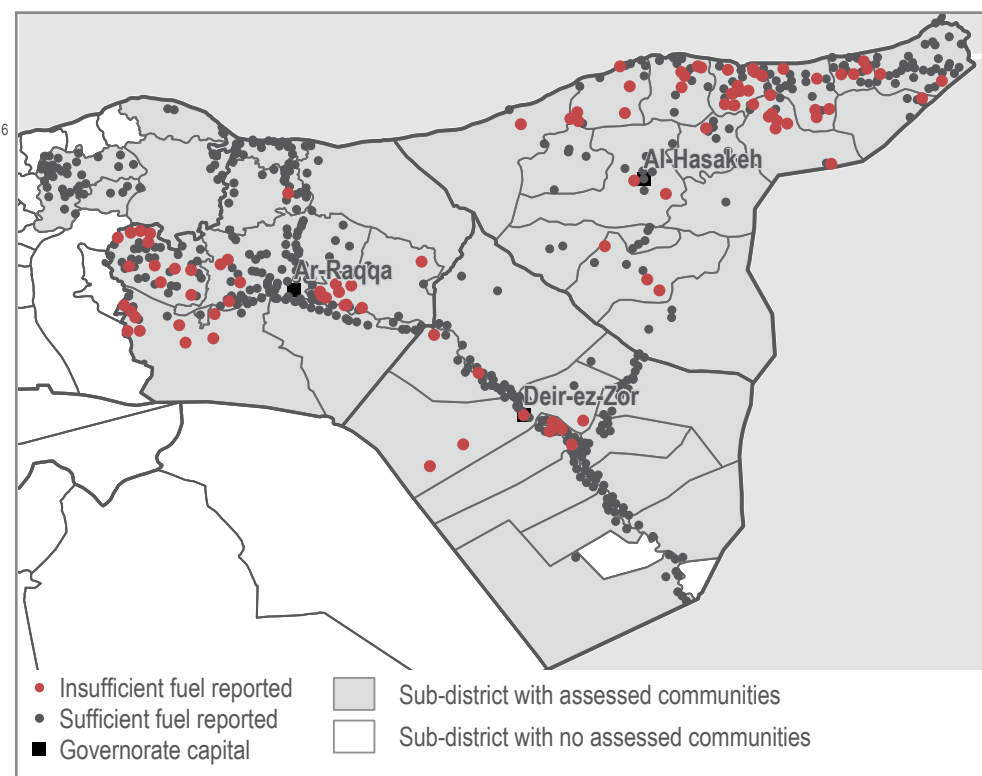 6
Al-Hasakeh
Ar-Raqqa
Deir-ez-Zor
Insufficient fuel reported
Sufficient fuel reported
Governorate capital
Sub-district with assessed communities
Sub-district with no assessed communities